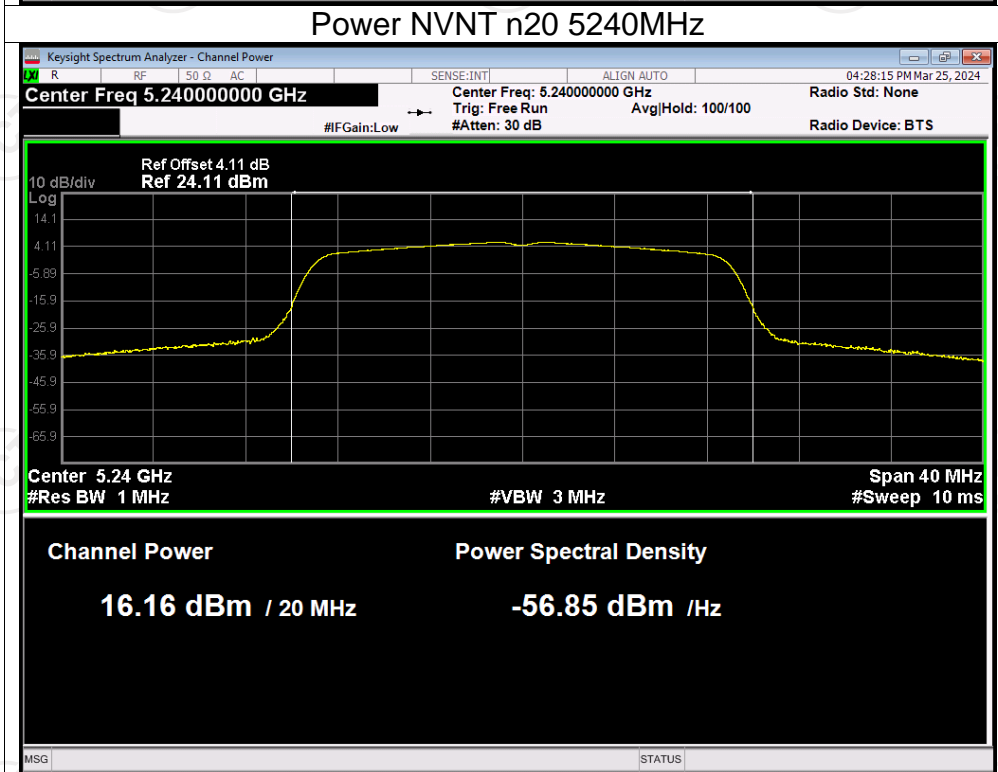 Power NVNT n20 5240MHz
Keysight Spectrum Analyzer - Channel Power
LXI R RF 50 Ω AC SENSE:INT ALIGN AUTO 04:28:15 PM Mar 25, 2024
Center Freq 5.240000000 GHz Center Freq: 5.240000000 GHz Radio Std: None
Trig: Free Run Avg|Hold: 100/100
#IFGain:Low #Atten: 30 dB Radio Device: BTS
Ref Offset 4.11 dB
10 dB/div Ref 24.11 dBm
Log
14.1
4.11
-5.89
-15.9
-25.9
-35.9
-45.9
-55.9
-65.9
Center 5.24 GHz Span 40 MHz
#Res BW 1 MHz #VBW 3 MHz #Sweep 10 ms
Channel Power Power Spectral Density
16.16 dBm / 20 MHz -56.85 dBm /Hz
MSG STATUS